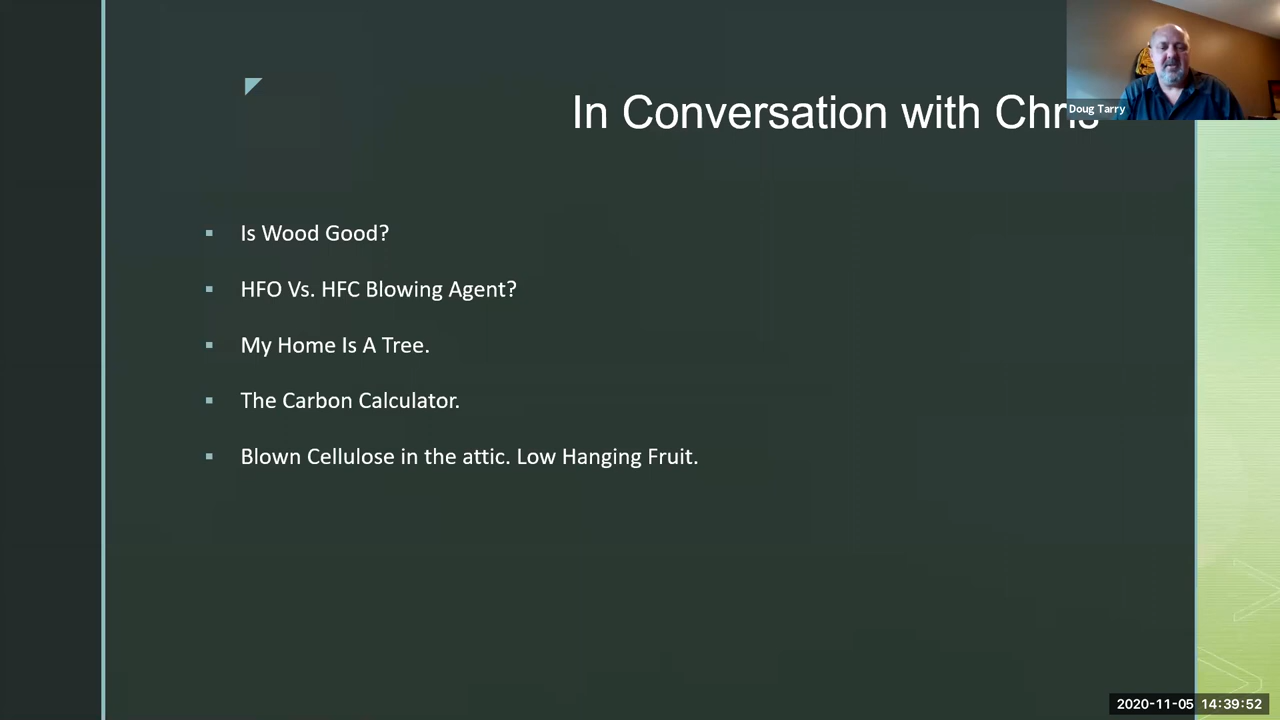 In Conversation with Chris
Doug Tarry
Is Wood Good?
HFO Vs. HFC Blowing Agent?
My Home Is A Tree.
The Carbon Calculator.
Blown Cellulose in the attic. Low Hanging Fruit.
2020-11-05 14:39:52